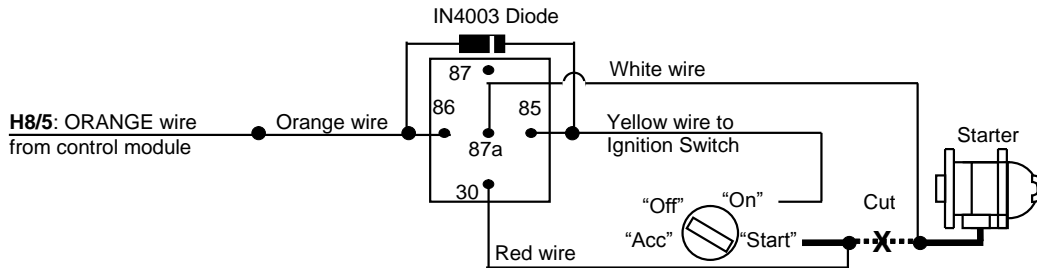 IN4003 Diode
87
White wire
H8/5: ORANGE wire
from control module
Orange wire
86
85
87a
Yellow wire to
Ignition Switch
Starter
30
“Off”
“On”
Cut
“Acc”
“Start”
X
Red wire